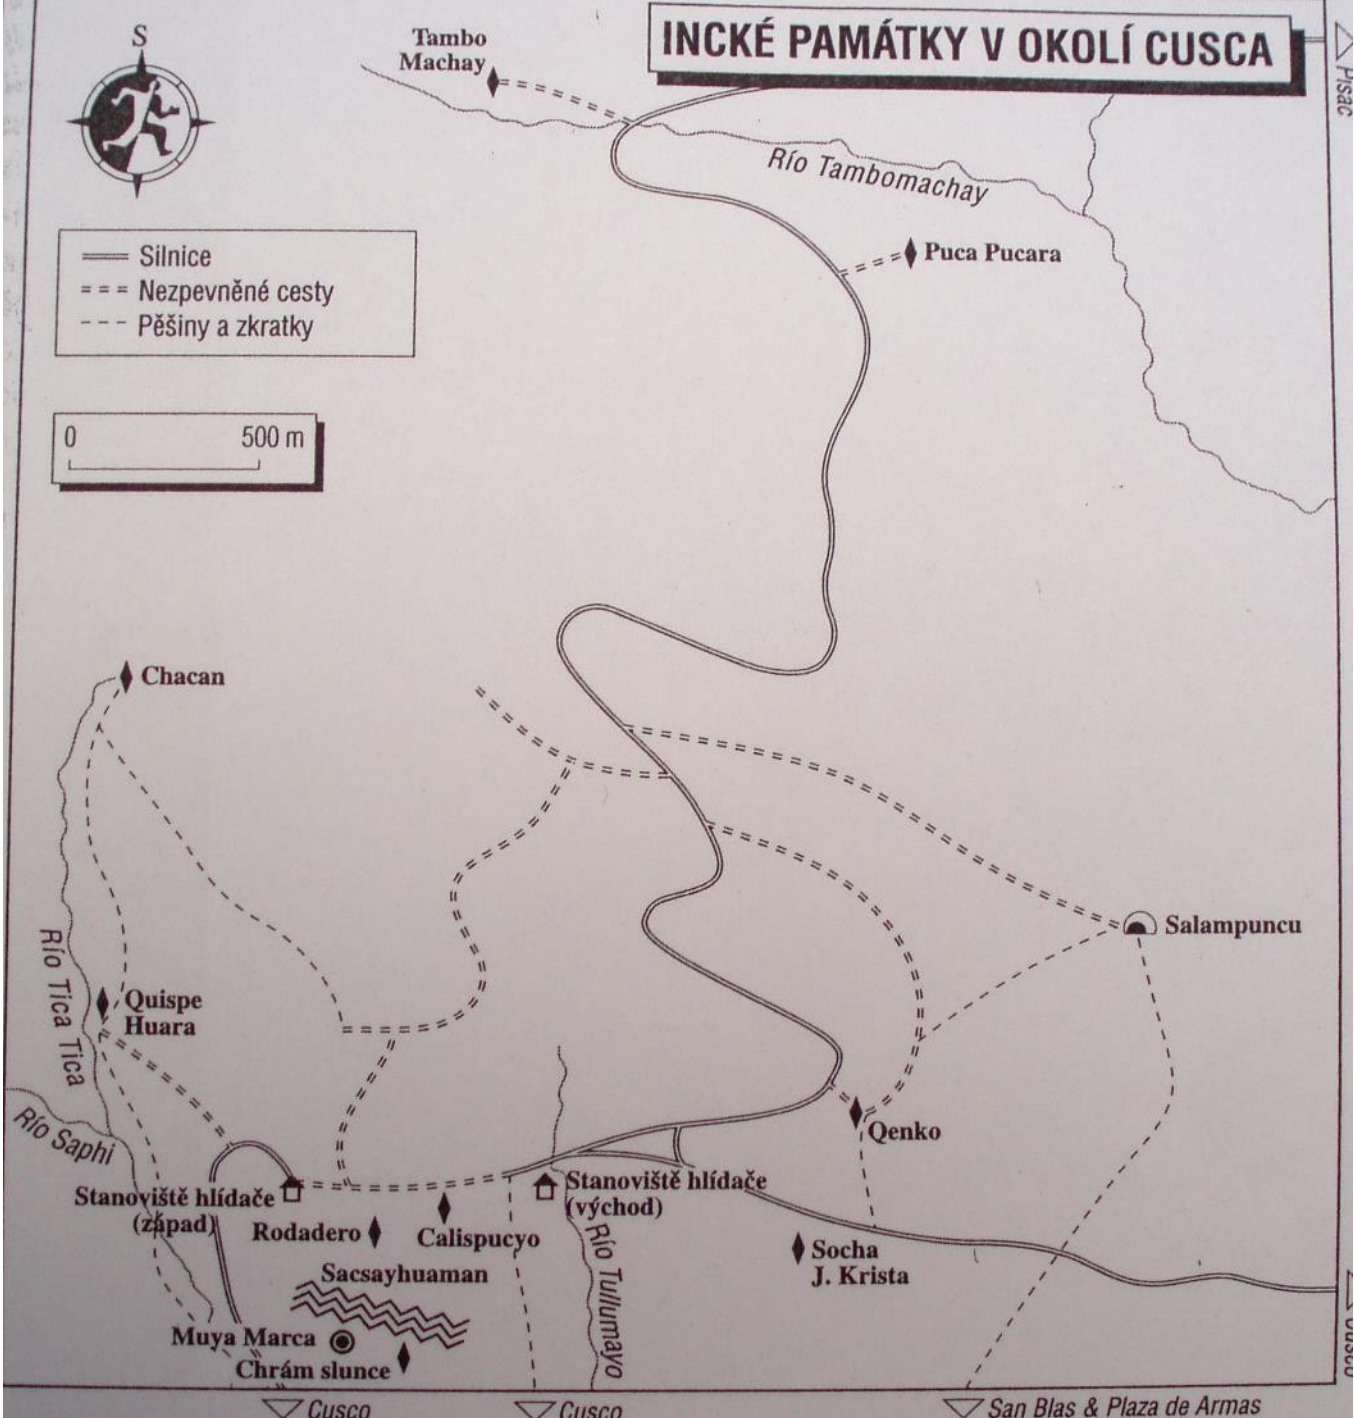 INCKÉ PAMÁTKY V OKOLÍ CUSCA
S
Tambo
Machay
Pisac
Río Tambomachay
Puca Pucara
Silnice
Nezpevněné cesty
Pěšiny a zkratky
0 500 m
Chacan
Salampuncu
Río Tica Tica
Quispe
Huara
Río Saphi
Qenko
Stanoviště hlídače
(západ)
Stanoviště hlídače
(východ)
Rodadero
Calispucyo
Río Tullumayo
Socha
J. Krista
Sacsayhuaman
Muya Marca
Chrám slunce
Cusco
Cusco
Cusco
San Blas & Plaza de Armas